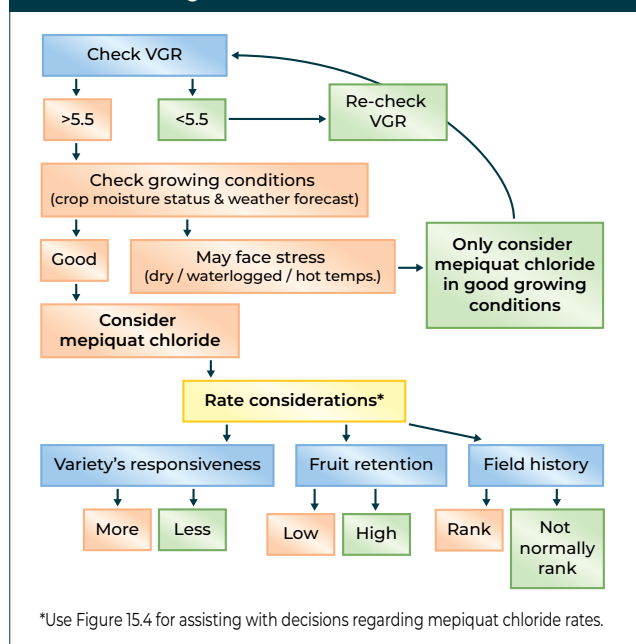 Check VGR
>5.5
<5.5
Re-check
VGR
Check growing conditions
(crop moisture status & weather forecast)
Good
May face stress
(dry / waterlogged / hot temps.)
Only consider
mepiquat chloride
in good growing
conditions
Consider
mepiquat chloride
Rate considerations*
Variety's responsiveness
Fruit retention
Field history
More
Less
Low
High
Rank
Not
normally
rank
*Use Figure 15.4 for assisting with decisions regarding mepiquat chloride rates.